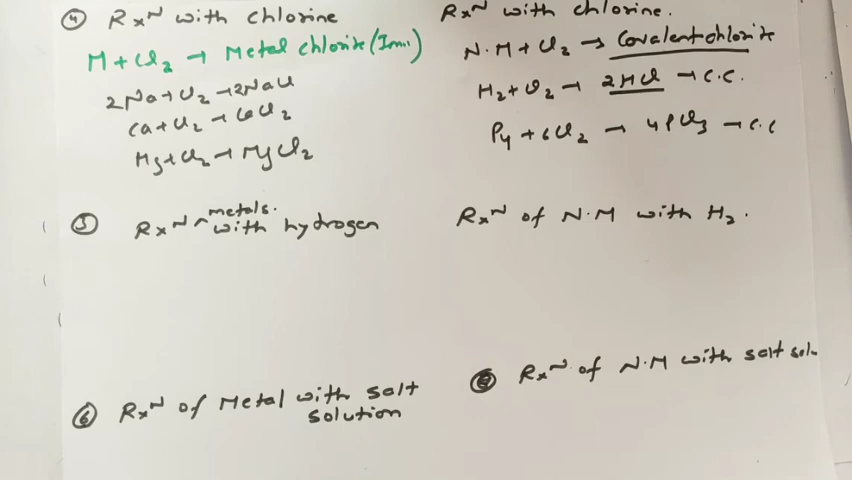 ④ RxN with chlorine
M + Cl2 → Metal chloride (Ionic)
2Na + Cl2 → 2NaCl
Ca + Cl2 → CaCl2
Mg + Cl2 → MgCl2
⑤ RxN metals with hydrogen
⑥ RxN of Metal with salt
solution
RxN with chlorine.
N.M + Cl2 → Covalent chloride
H2 + Cl2 → 2HCl → C.C.
P4 + 6Cl2 → 4PCl3 → C.C
RxN of N.M with H2.
RxN of N.M with salt solu